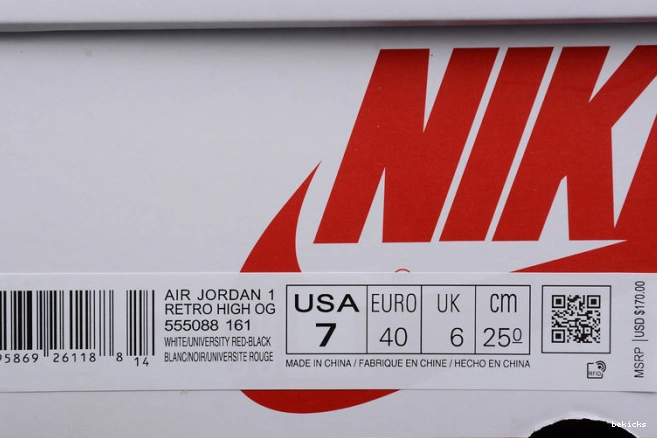 NIK
AIR JORDAN 1
RETRO HIGH OG
555088 161
WHITE/UNIVERSITY RED-BLACK
BLANC/NOIR/UNIVERSITE ROUGE
95869 26118 8 14
USA EURO UK cm
7 40 6 25º
MADE IN CHINA / FABRIQUE EN CHINE / HECHO EN CHINA
RFID
MSRP | USD $170.00
bekicks